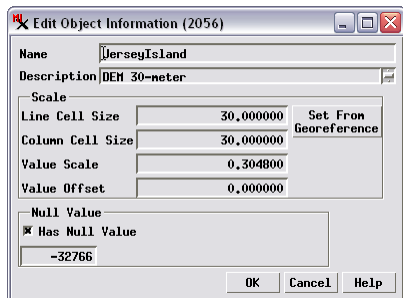 Edit Object Information (2056)
Name JerseyIsland
Description DEM 30-meter
Scale
Line Cell Size 30.000000 Set From Georeference
Column Cell Size 30.000000
Value Scale 0.304800
Value Offset 0.000000
Null Value
Has Null Value
-32766
OK Cancel Help